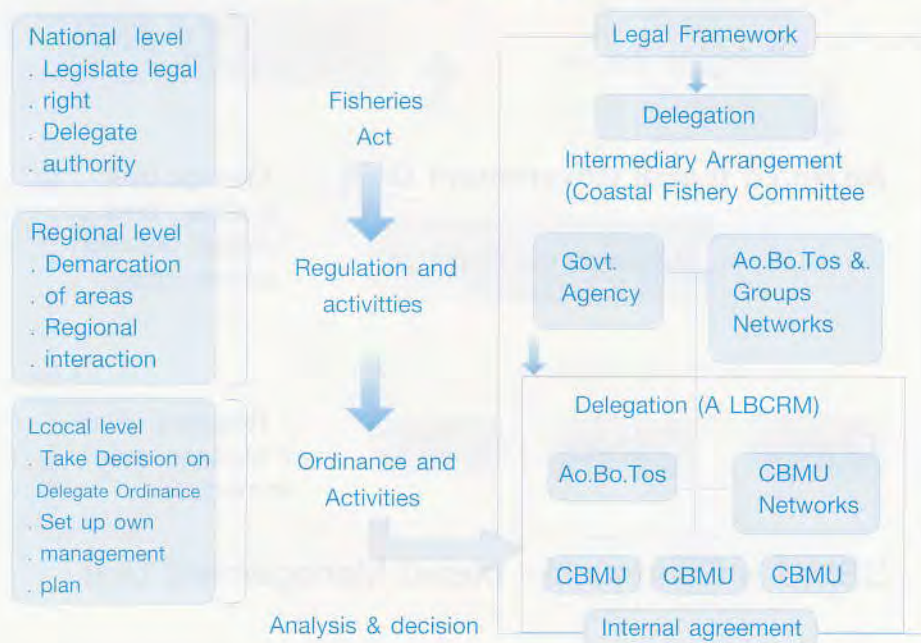 National level
. Legislate legal
. right
. Delegate
authority
Regional level
. Demarcation
. of areas
. Regional
. interaction
Lcocal level
. Take Decision on
Delegate Ordinance
. Set up own
. management
. plan
Fisheries
Act
Regulation and
activitties
Ordinance and
Activities
Analysis & decision
Legal Framework
Delegation
Intermediary Arrangement
(Coastal Fishery Committee
Govt.
Agency
Ao.Bo.Tos &.
Groups
Networks
Delegation (A LBCRM)
Ao.Bo.Tos
CBMU
Networks
CBMU
CBMU
CBMU
Internal agreement